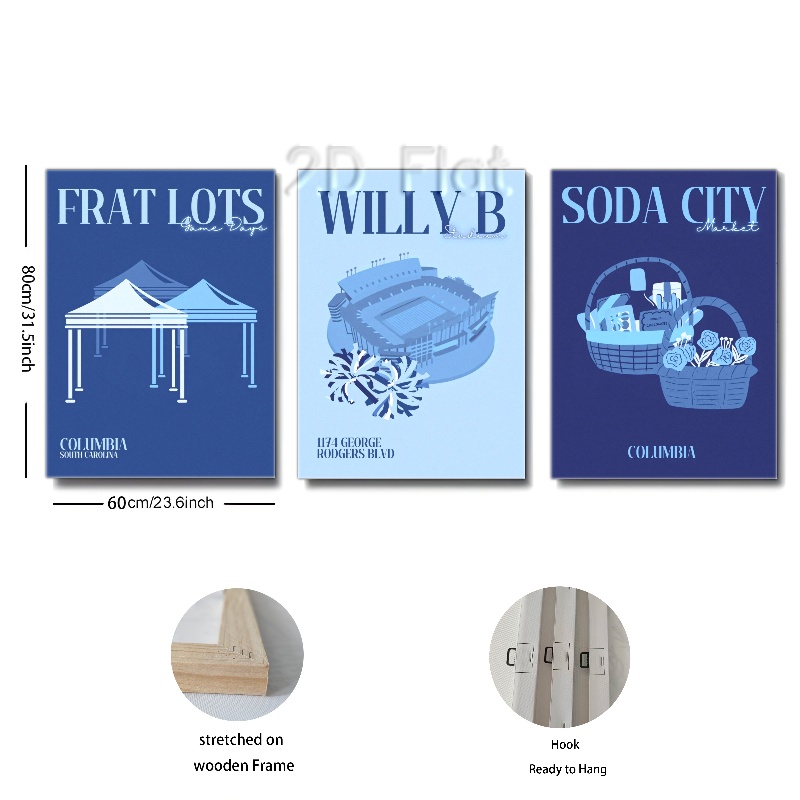 2D Flat
FRAT LOTS
Game Days
WILLY B
Stadium
SODA CITY
Market
80cm/31.5inch
COLUMBIA
SOUTH CAROLINA
1174 GEORGE
RODGERS BLVD
COLUMBIA
60cm/23.6inch
stretched on
wooden Frame
Hook
Ready to Hang